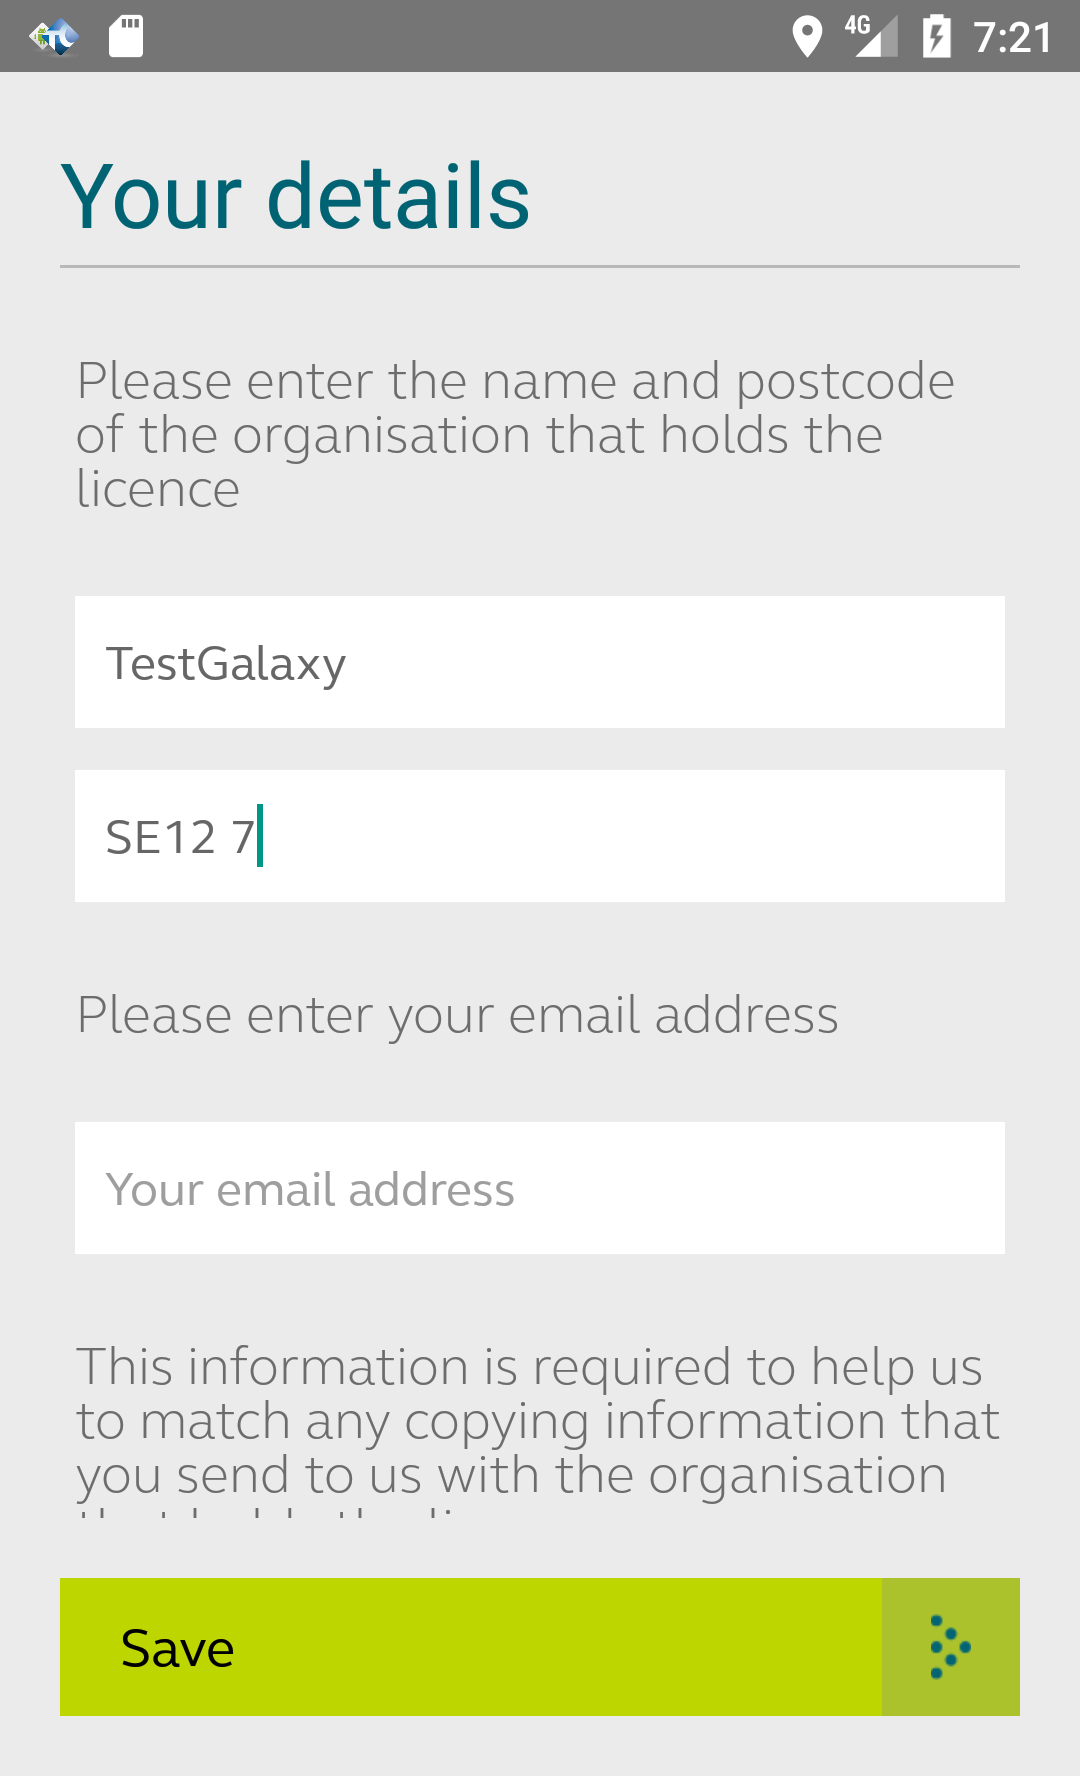 4G 7:21
Your details
Please enter the name and postcode
of the organisation that holds the
licence
TestGalaxy
SE12 7
Please enter your email address
Your email address
This information is required to help us
to match any copying information that
you send to us with the organisation
Save